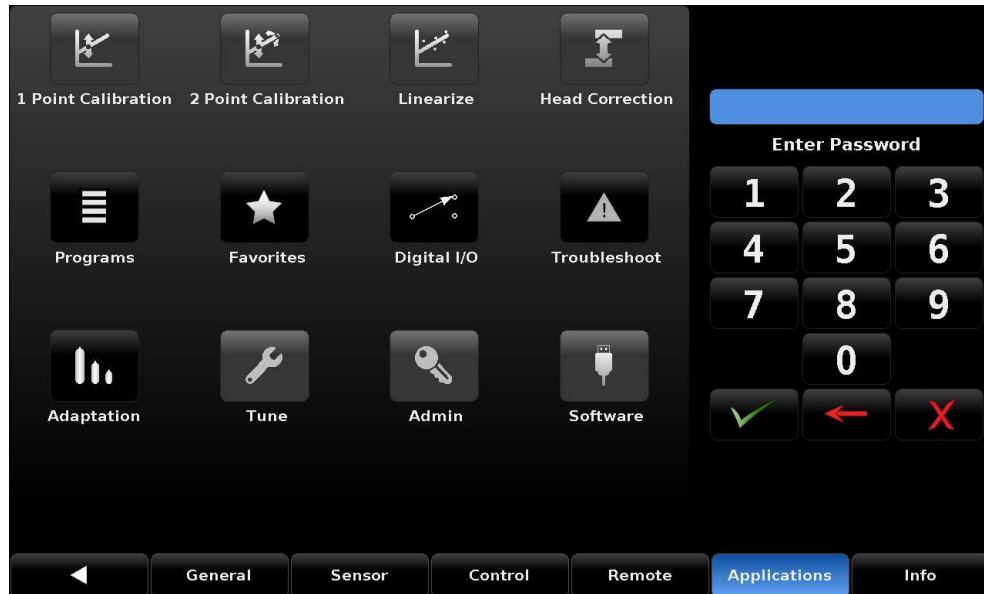 1 Point Calibration 2 Point Calibration Linearize Head Correction
Enter Password
1 2 3
Programs Favorites Digital I/O Troubleshoot
4 5 6
7 8 9
0
Adaptation Tune Admin Software
General Sensor Control Remote Applications Info